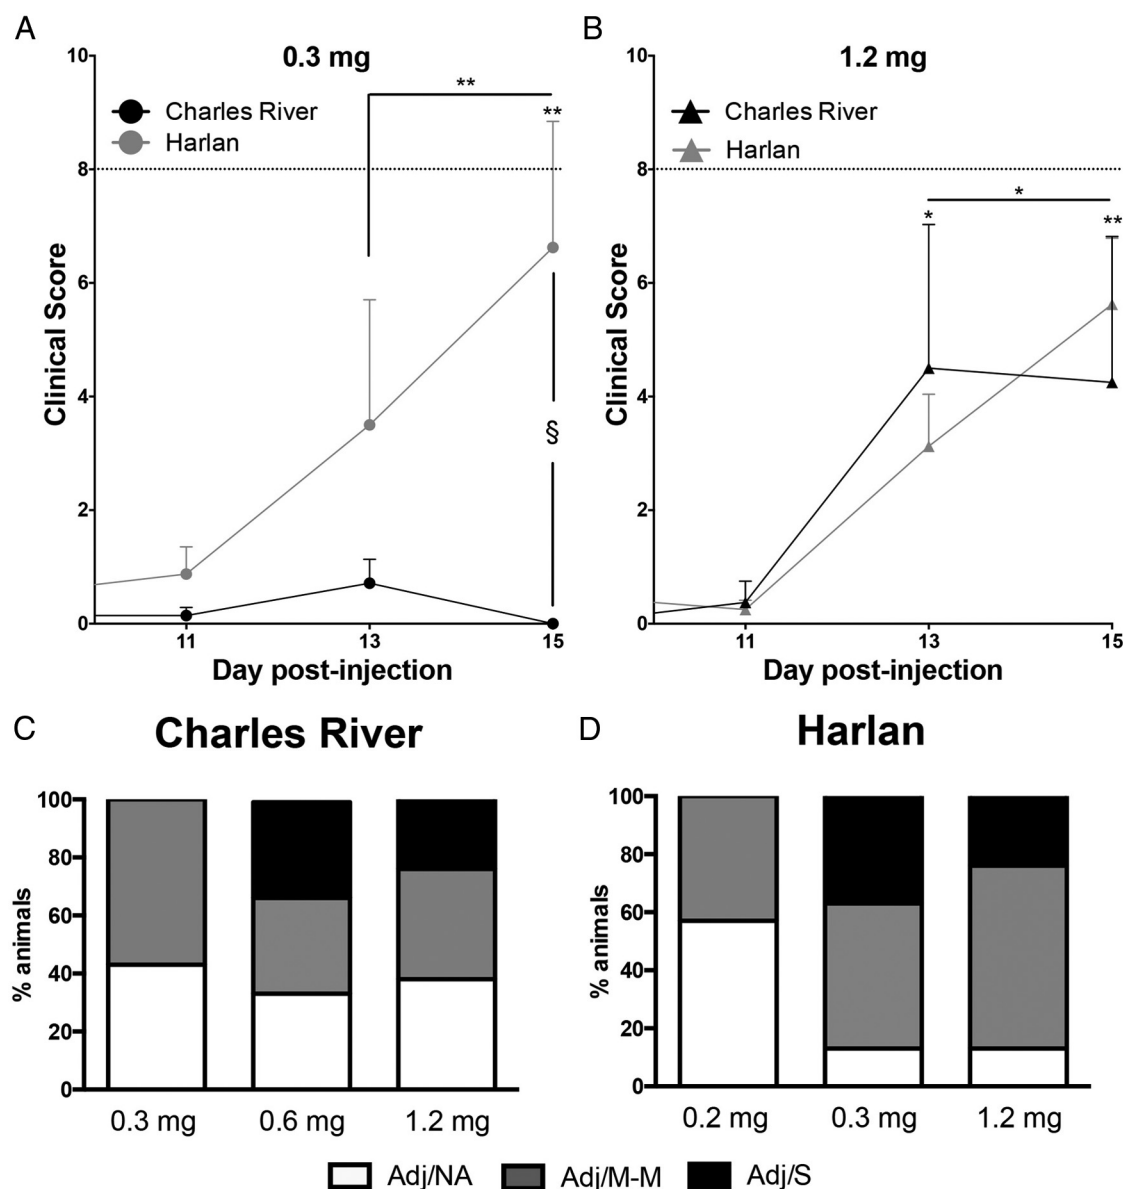 A
0.3 mg
Charles River
Harlan
**
**
§
Clinical Score
10
8
6
4
2
0
11 13 15
Day post-injection
B
1.2 mg
Charles River
Harlan
*
*
**
Clinical Score
10
8
6
4
2
0
11 13 15
Day post-injection
C
Charles River
% animals
100
80
60
40
20
0
0.3 mg 0.6 mg 1.2 mg
D
Harlan
% animals
100
80
60
40
20
0
0.2 mg 0.3 mg 1.2 mg
Adj/NA Adj/M-M Adj/S